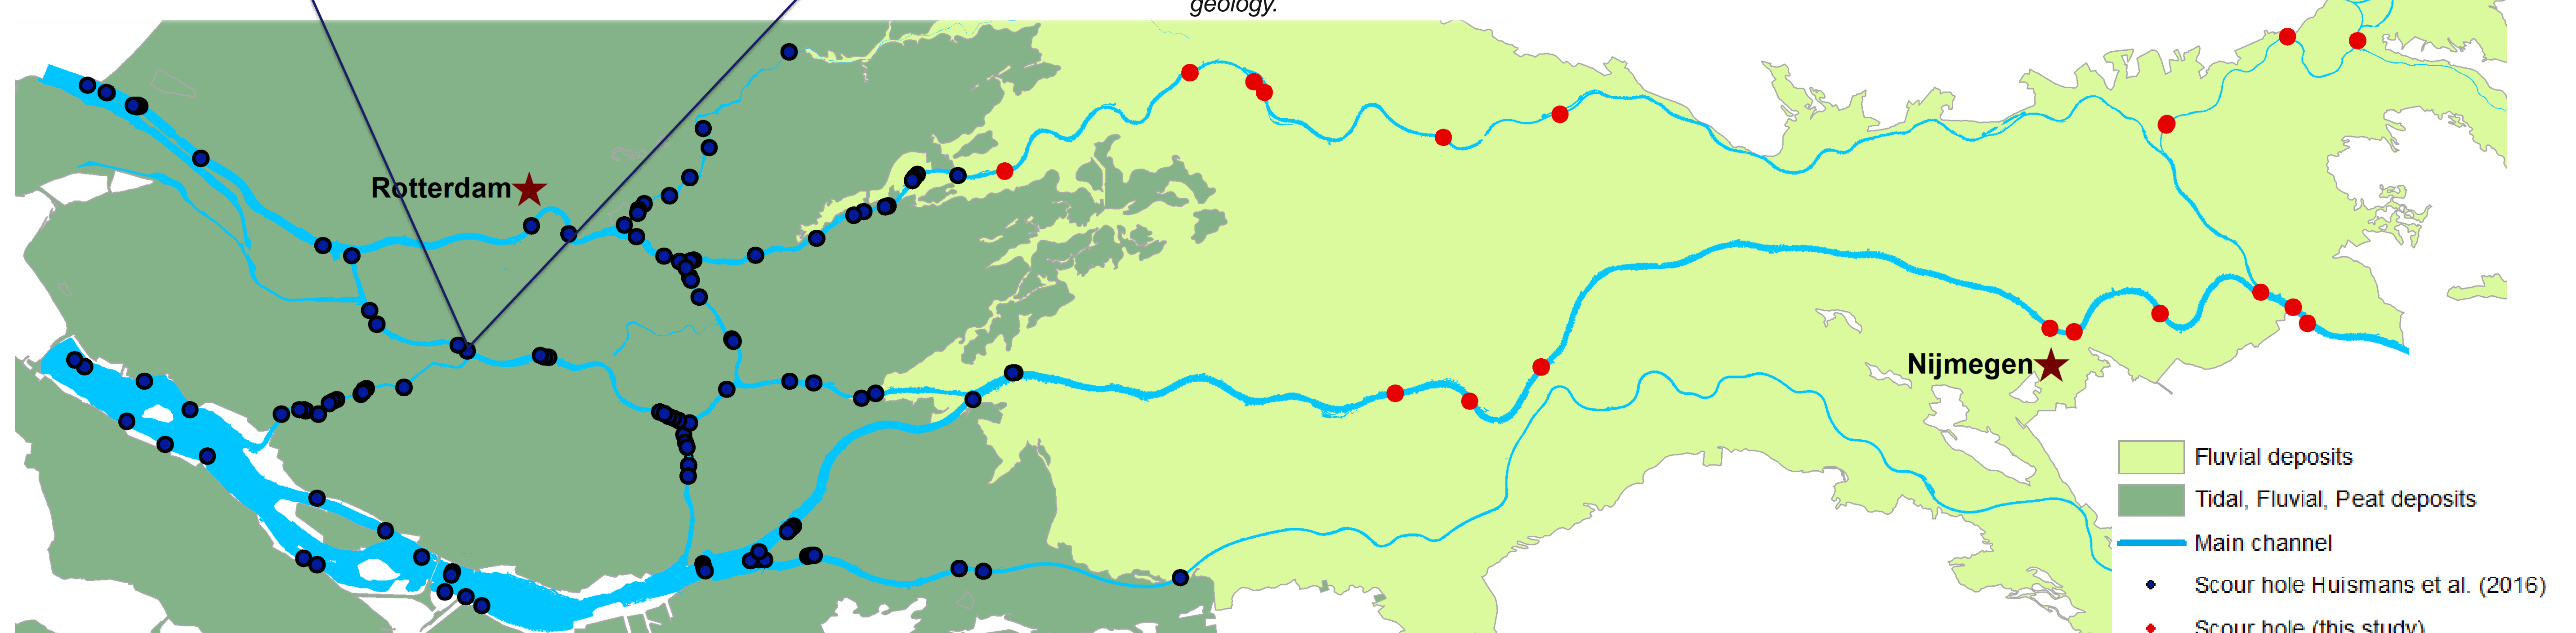 geology.
Rotterdam
Nijmegen
Fluvial deposits
Tidal, Fluvial, Peat deposits
Main channel
Scour hole Huismans et al. (2016)
Scour hole (this study)